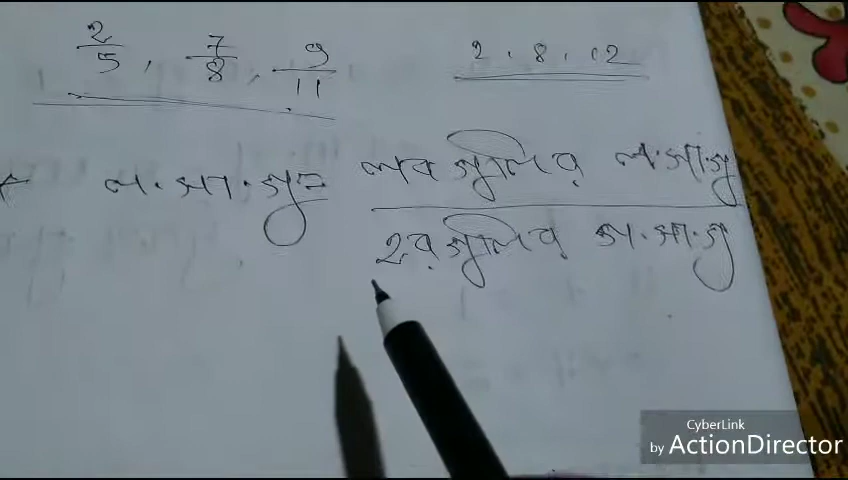 2/5, 7/8, 9/11
2, 8, 12
ল.সা.গু= লবগুলির ল.সা.গু
হরগুলির গ.সা.গু
CyberLink
by ActionDirector